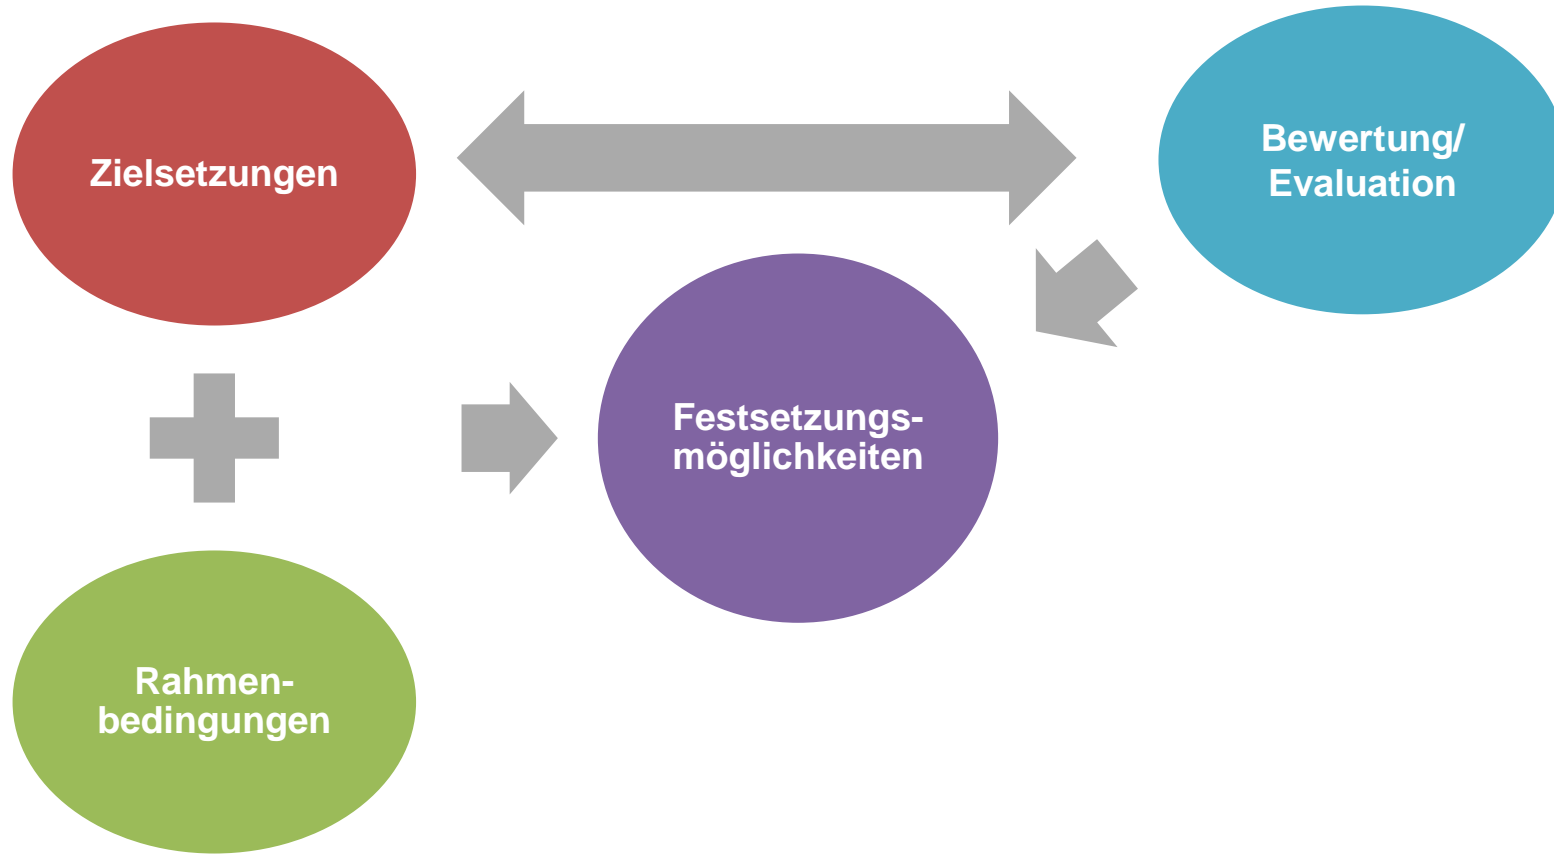 Zielsetzungen
Bewertung/
Evaluation
Festsetzungs-
möglichkeiten
Rahmen-
bedingungen